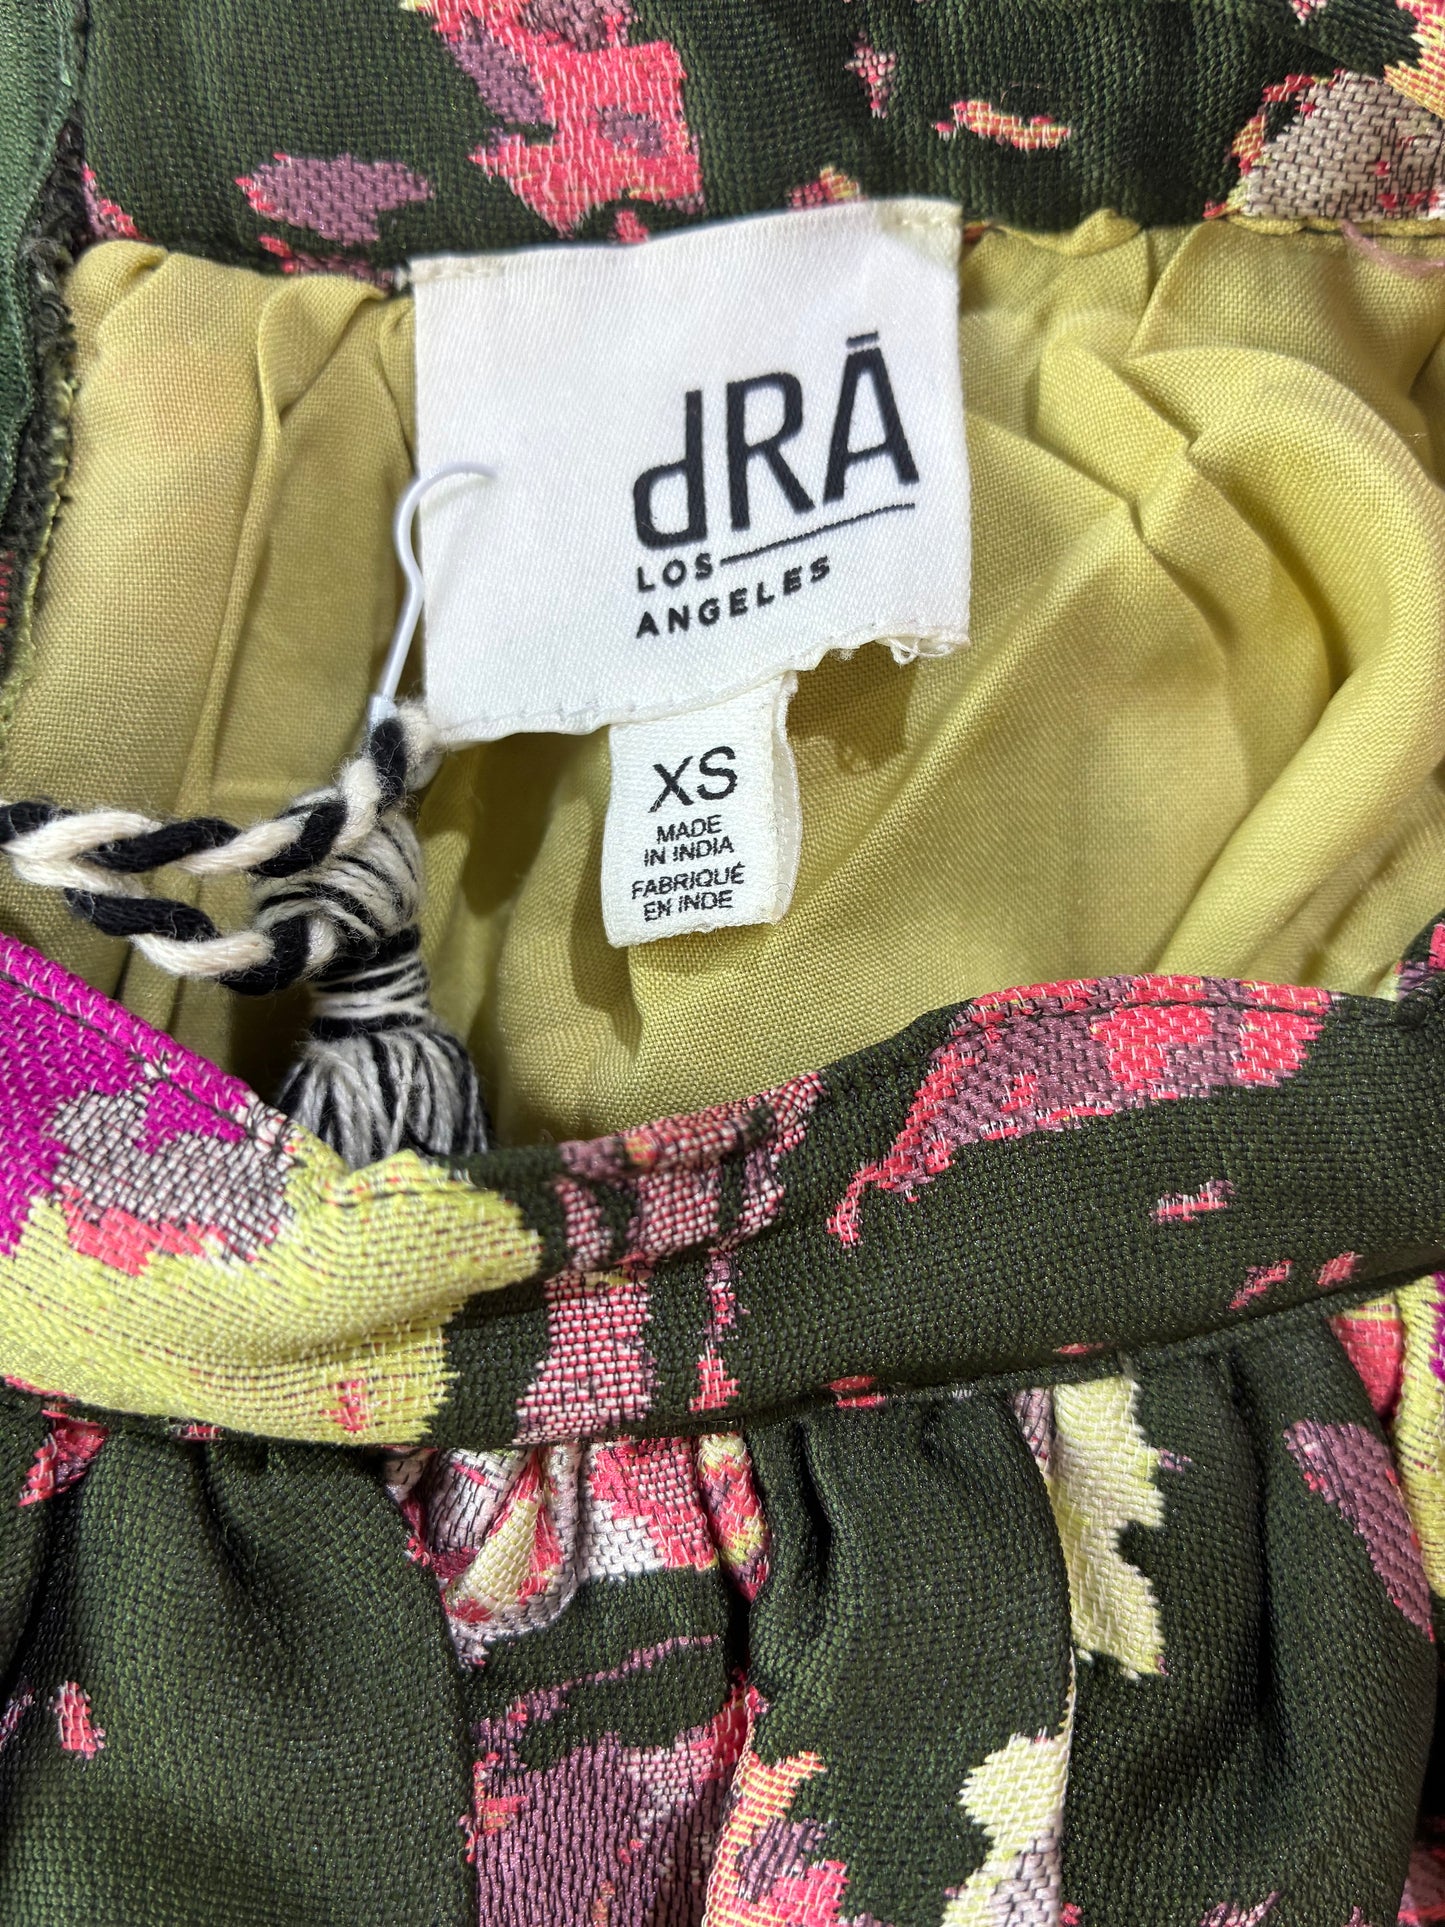 dRĀ
LOS
ANGELES
XS
MADE
IN INDIA
FABRIQUÉ
EN INDE